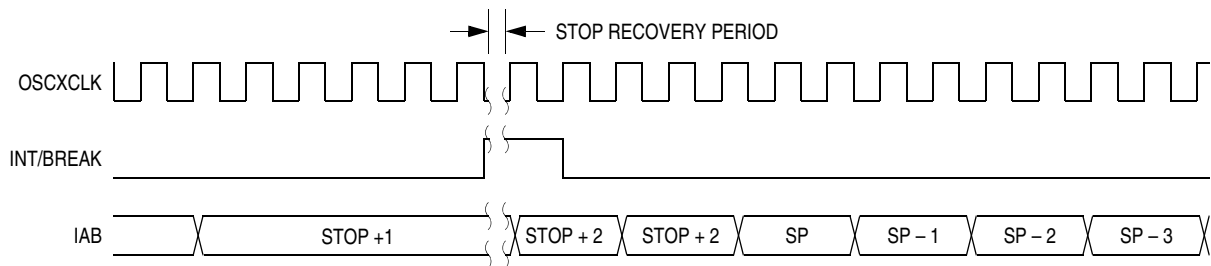 STOP RECOVERY PERIOD
OSCXCLK
INT/BREAK
IAB STOP +1 STOP + 2 STOP + 2 SP SP – 1 SP – 2 SP – 3